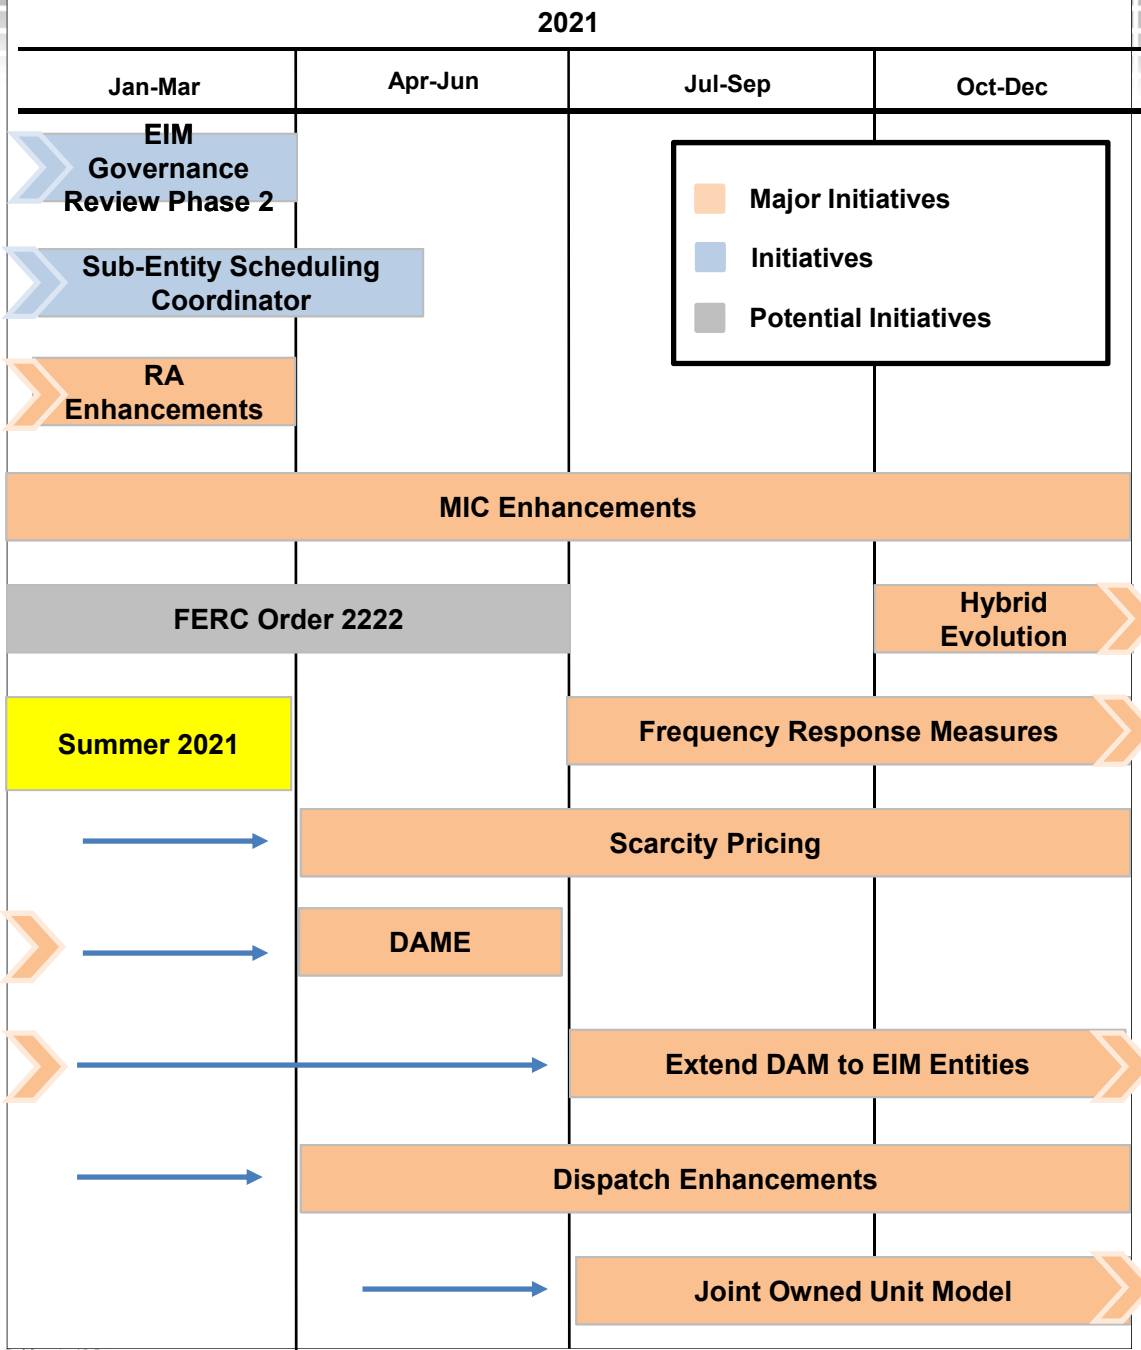 2021
Jan-Mar
Apr-Jun
Jul-Sep
Oct-Dec
EIM
Governance
Review Phase 2
Major Initiatives
Initiatives
Potential Initiatives
Sub-Entity Scheduling
Coordinator
RA
Enhancements
MIC Enhancements
FERC Order 2222
Hybrid
Evolution
Summer 2021
Frequency Response Measures
Scarcity Pricing
DAME
Extend DAM to EIM Entities
Dispatch Enhancements
Joint Owned Unit Model